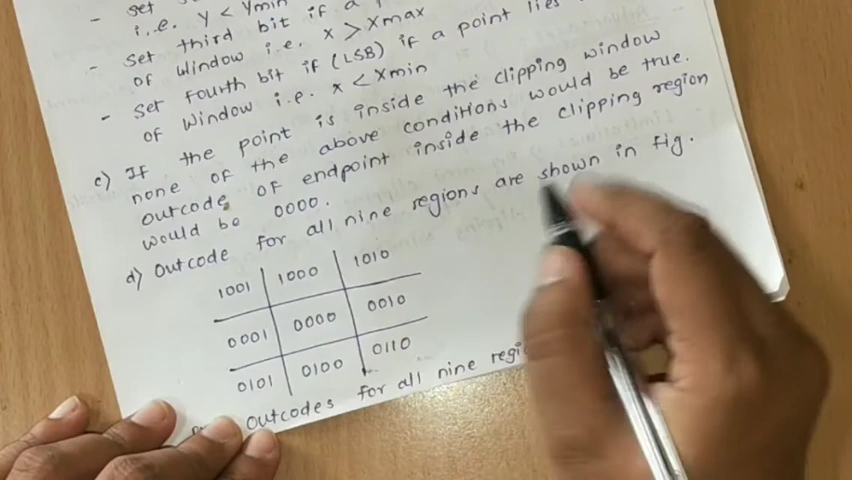 - set
i.e. y < ymin
- set third bit if a
of window i.e. x > xmax
- set fourth bit if (LSB) if a point lies
of window i.e. x < xmin
c) If the point is inside the clipping window
none of the above conditions would be true.
outcode of endpoint inside the clipping region
would be 0000.
d) outcode for all nine regions are shown in fig.
1001 1000 1010
0001 0000 0010
0101 0100 0110
outcodes for all nine regi